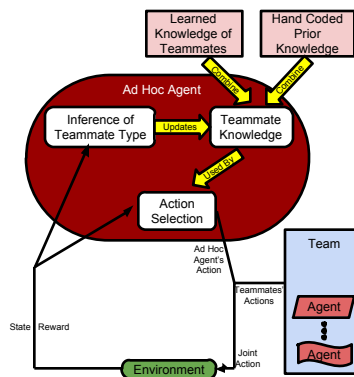 Learned
Knowledge of
Teammates
Hand Coded
Prior
Knowledge
Combine
Combine
Ad Hoc Agent
Inference of
Teammate Type
Updates
Teammate
Knowledge
Used By
Action
Selection
Ad Hoc
Agent's
Action
Team
Teammates'
Actions
Agent
Agent
State
Reward
Joint
Action
Environment